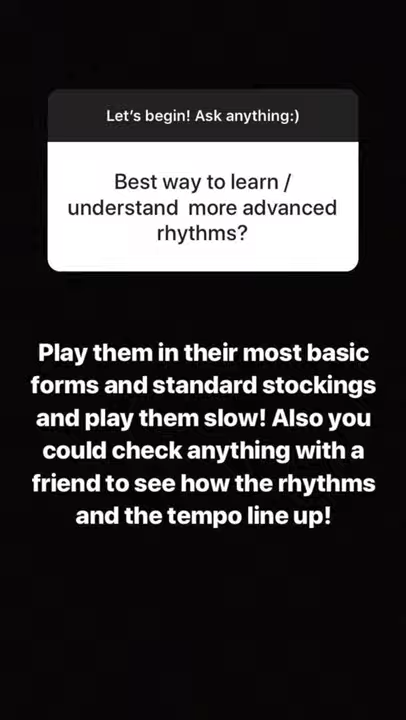 Let's begin! Ask anything:)
Best way to learn /
understand  more advanced
rhythms?
Play them in their most basic
forms and standard stockings
and play them slow! Also you
could check anything with a
friend to see how the rhythms
and the tempo line up!